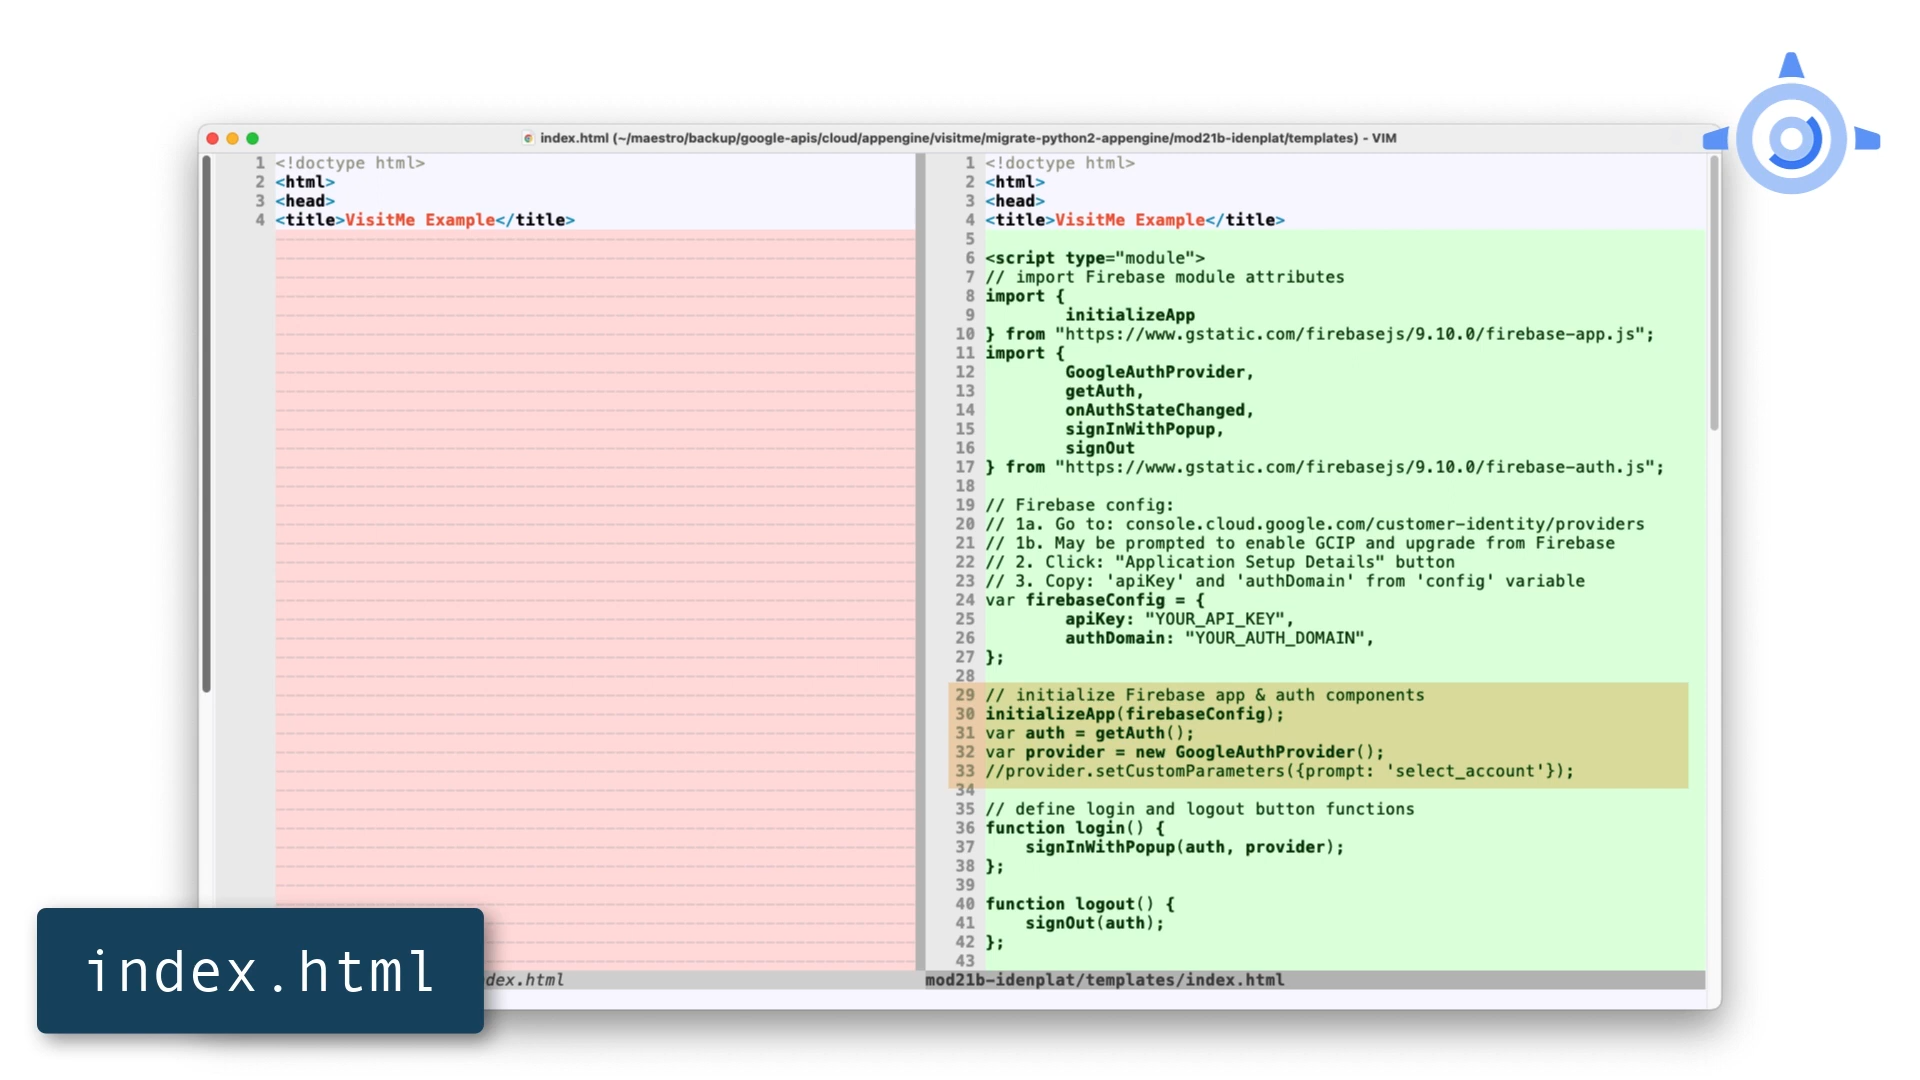 index.html (~/maestro/backup/google-apis/cloud/appengine/visitme/migrate-python2-appengine/mod21b-idenplat/templates) - VIM
1 <!doctype html>
2 <html>
3 <head>
4 <title>VisitMe Example</title>
1 <!doctype html>
2 <html>
3 <head>
4 <title>VisitMe Example</title>
5
6 <script type="module">
7 // import Firebase module attributes
8 import {
9         initializeApp
10 } from "https://www.gstatic.com/firebasejs/9.10.0/firebase-app.js";
11 import {
12         GoogleAuthProvider,
13         getAuth,
14         onAuthStateChanged,
15         signInWithPopup,
16         signOut
17 } from "https://www.gstatic.com/firebasejs/9.10.0/firebase-auth.js";
18
19 // Firebase config:
20 // 1a. Go to: console.cloud.google.com/customer-identity/providers
21 // 1b. May be prompted to enable GCIP and upgrade from Firebase
22 // 2. Click: "Application Setup Details" button
23 // 3. Copy: 'apiKey' and 'authDomain' from 'config' variable
24 var firebaseConfig = {
25         apiKey: "YOUR_API_KEY",
26         authDomain: "YOUR_AUTH_DOMAIN",
27 };
28
29 // initialize Firebase app & auth components
30 initializeApp(firebaseConfig);
31 var auth = getAuth();
32 var provider = new GoogleAuthProvider();
33 //provider.setCustomParameters({prompt: 'select_account'});
34
35 // define login and logout button functions
36 function login() {
37     signInWithPopup(auth, provider);
38 };
39
40 function logout() {
41     signOut(auth);
42 };
43
dex.html
mod21b-idenplat/templates/index.html
index.html